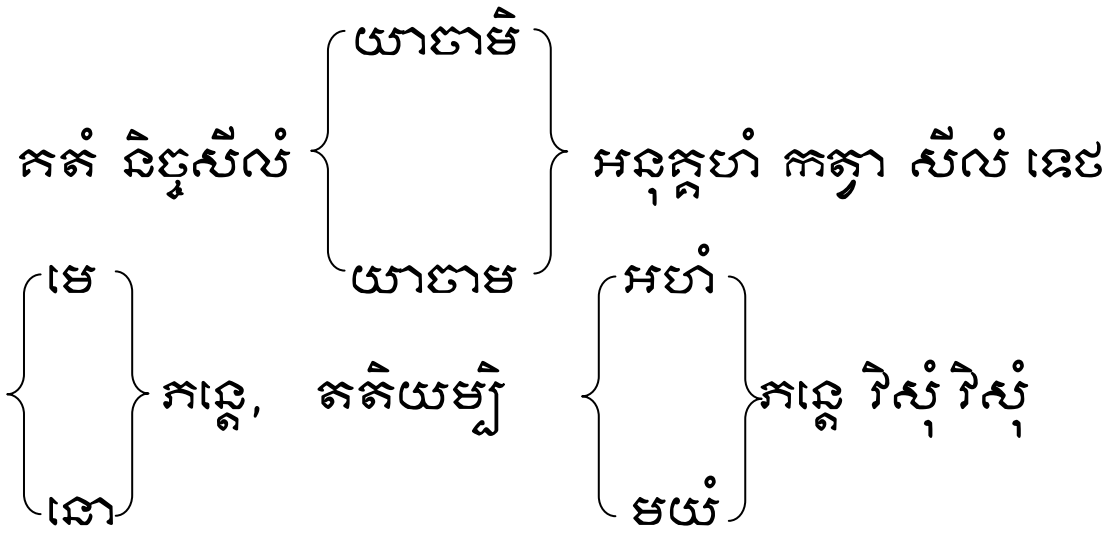 យាចាមិ
គតំ និច្ចសីលំ អនុគ្គហំ កត្វា សីលំ ទេថ
យាចាម
មេ អហំ
ភន្តេ, តតិយម្បិ ភន្តេ វិសុំ វិសុំ
នោ មយំ